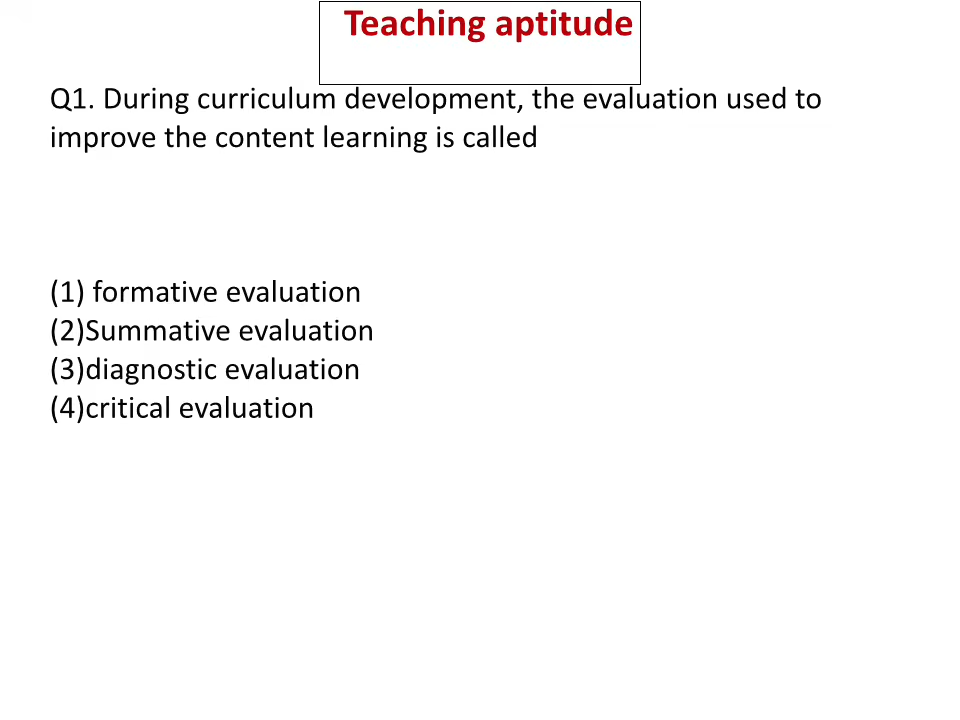 Teaching aptitude
Q1. During curriculum development, the evaluation used to
improve the content learning is called
(1) formative evaluation
(2)Summative evaluation
(3)diagnostic evaluation
(4)critical evaluation